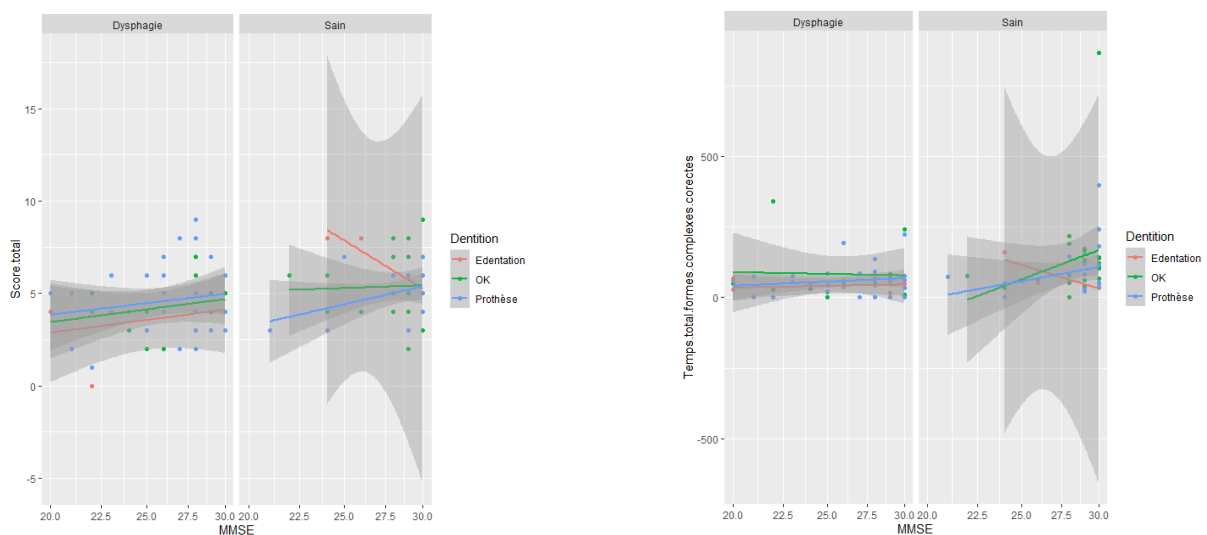 Dysphagie
Sain
15
10
5
0
-5
Score.total
20.0 22.5 25.0 27.5 30.0 20.0 22.5 25.0 27.5 30.0
MMSE
Dentition
Edentation
OK
Prothèse
Dysphagie
Sain
500
0
-500
Temps.total.formes.complexes.corectes
20.0 22.5 25.0 27.5 30.0 20.0 22.5 25.0 27.5 30.0
MMSE
Dentition
Edentation
OK
Prothèse